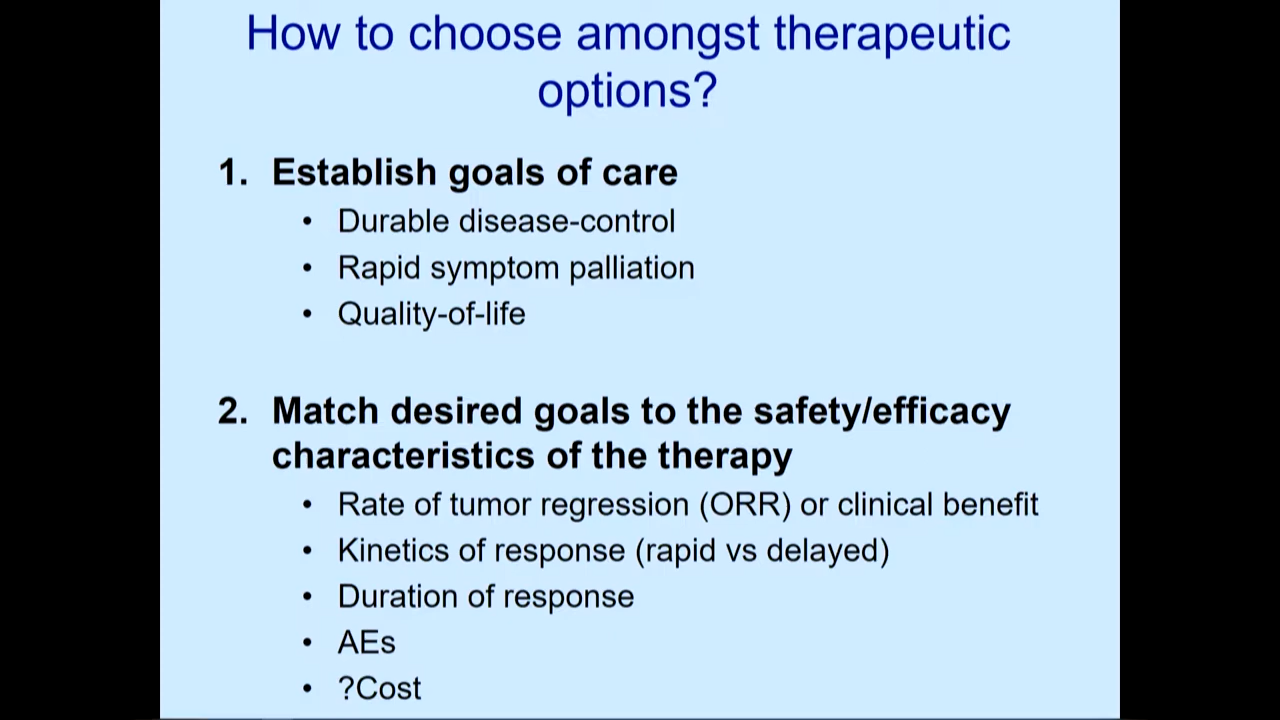 How to choose amongst therapeutic
options?
1. Establish goals of care
• Durable disease-control
• Rapid symptom palliation
• Quality-of-life
2. Match desired goals to the safety/efficacy
characteristics of the therapy
• Rate of tumor regression (ORR) or clinical benefit
• Kinetics of response (rapid vs delayed)
• Duration of response
• AEs
• ?Cost